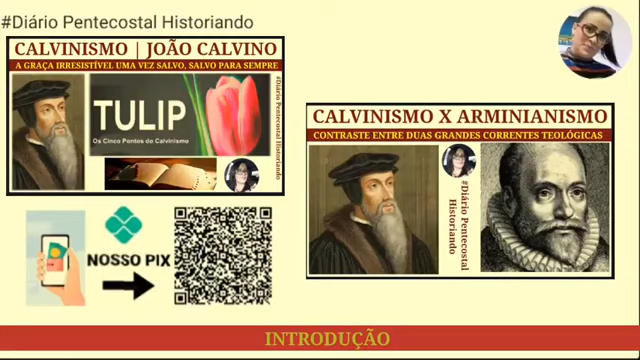 #Diário Pentecostal Historiando
CALVINISMO | JOÃO CALVINO
A GRAÇA IRRESISTÍVEL UMA VEZ SALVO, SALVO PARA SEMPRE
TULIP
Os Cinco Pontos do Calvinismo
#Diário Pentecostal Historiando
CALVINISMO X ARMINIANISMO
CONTRASTE ENTRE DUAS GRANDES CORRENTES TEOLÓGICAS
#Diário Pentecostal
Historiando
NOSSO PIX
INTRODUÇÃO